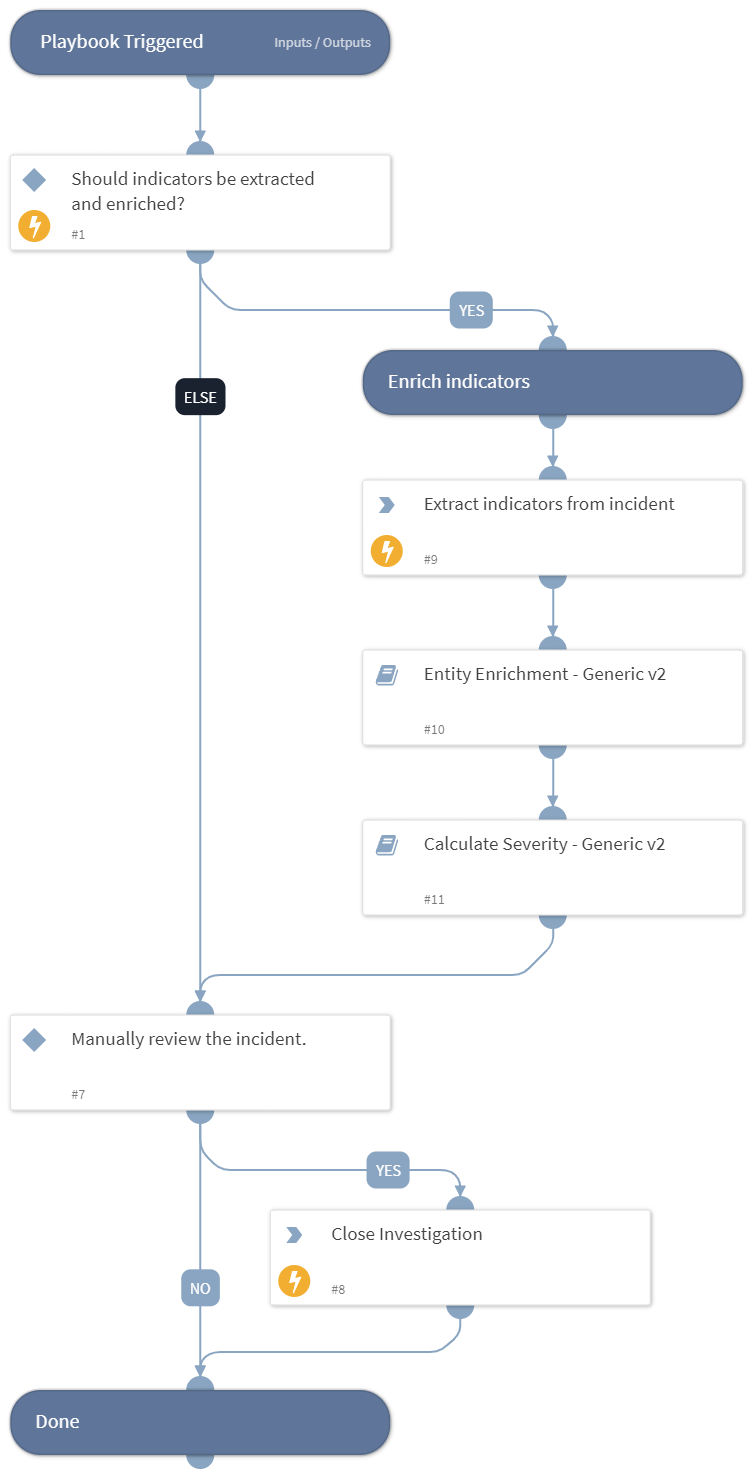 Playbook Triggered
Inputs / Outputs
Should indicators be extracted
and enriched?
#1
YES
ELSE
Enrich indicators
Extract indicators from incident
#9
Entity Enrichment - Generic v2
#10
Calculate Severity - Generic v2
#11
Manually review the incident.
#7
YES
Close Investigation
#8
NO
Done